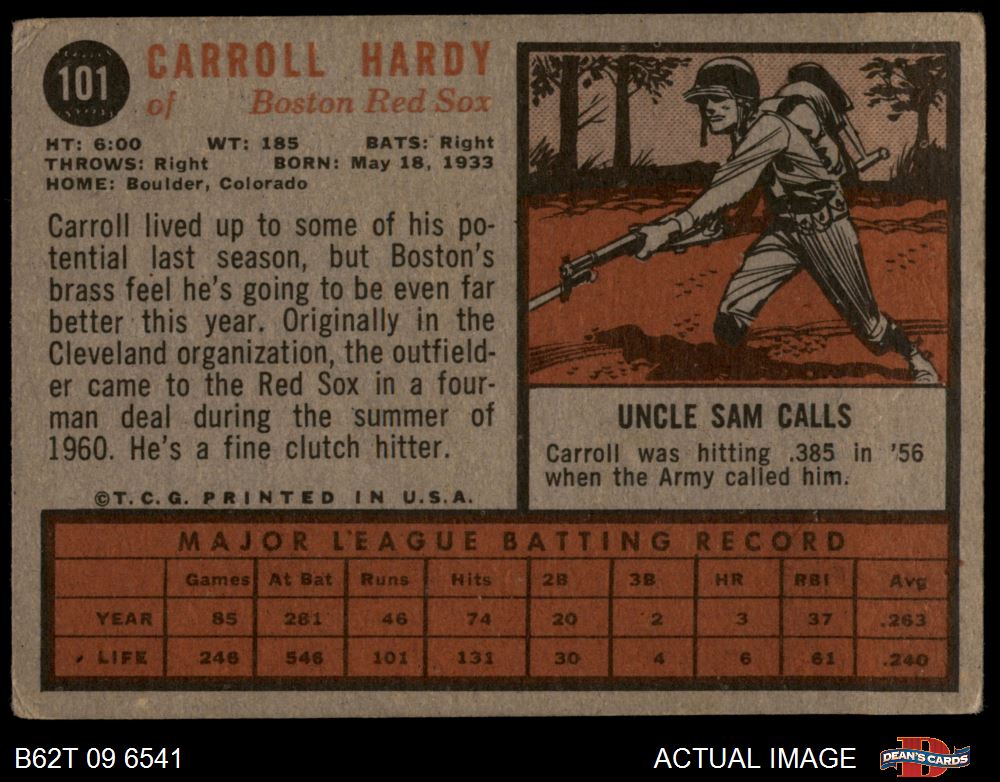 101
CARROLL HARDY
of Boston Red Sox
HT: 6:00 WT: 185 BATS: Right
THROWS: Right BORN: May 18, 1933
HOME: Boulder, Colorado
Carroll lived up to some of his po-
tential last season, but Boston's
brass feel he's going to be even far
better this year. Originally in the
Cleveland organization, the outfield-
er came to the Red Sox in a four-
man deal during the summer of
1960. He's a fine clutch hitter.
©T.C.G. PRINTED IN U.S.A.
UNCLE SAM CALLS
Carroll was hitting .385 in '56
when the Army called him.
MAJOR LEAGUE BATTING RECORD
Games At Bat Runs Hits 2B 3B HR RBI Avg
YEAR 85 281 46 74 20 2 3 37 .263
LIFE 246 546 101 131 30 4 6 61 .240
B62T 09 6541
ACTUAL IMAGE
DEAN'S CARDS